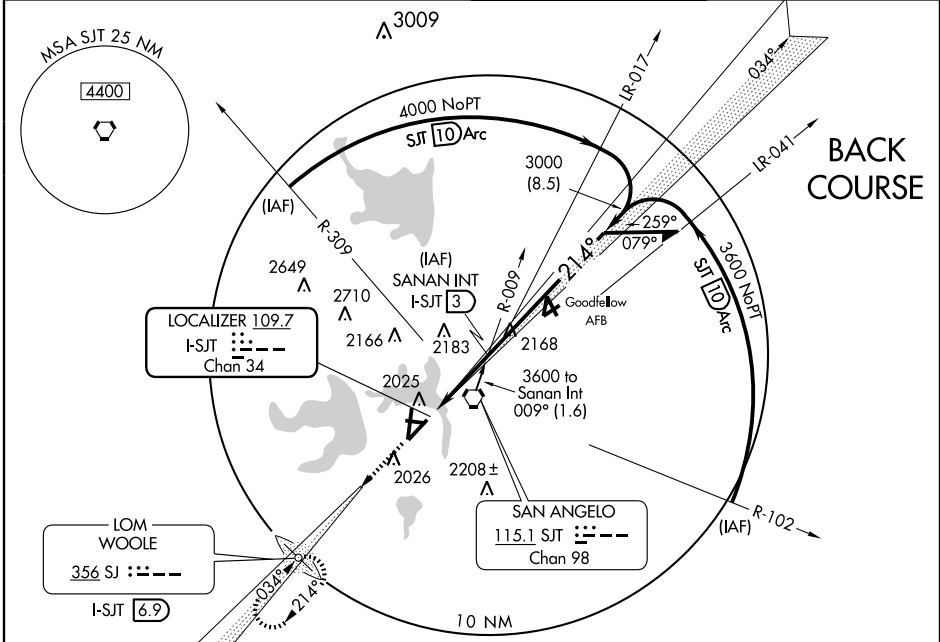 MSA SJT 25 NM
4400
3009
4000 NoPT
SJT 10 Arc
LR-017
034°
LR-041
BACK
COURSE
3000
(8.5)
(IAF)
R-309
259°
079°
214°
3600 NoPT
SJT 10 Arc
(IAF)
SANAN INT
I-SJT 3
R-009
Goodfellow
AFB
2649
2710
2166
2183
2168
LOCALIZER 109.7
I-SJT
Chan 34
2025
3600 to
Sanan Int
009° (1.6)
2026
2208±
SAN ANGELO
115.1 SJT
Chan 98
(IAF)
R-102
LOM
WOOLE
356 SJ
I-SJT 6.9
034°
214°
10 NM